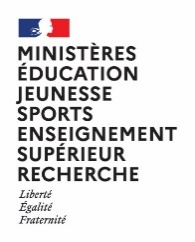 MINISTÈRES
ÉDUCATION
JEUNESSE
SPORTS
ENSEIGNEMENT
SUPÉRIEUR
RECHERCHE
Liberté
Égalité
Fraternité